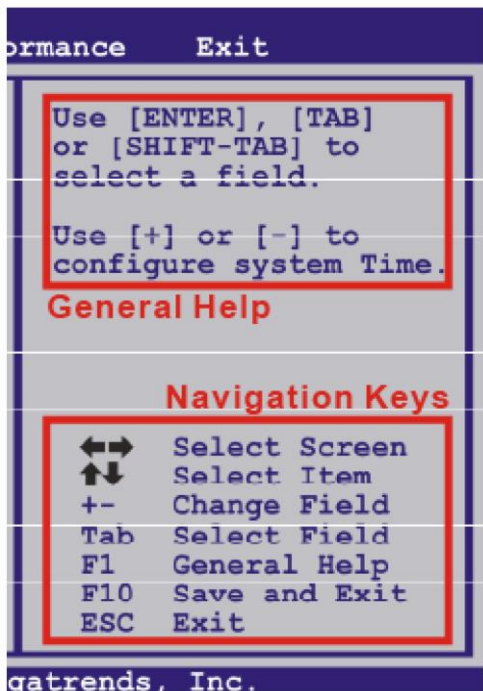 ormance Exit
Use [ENTER], [TAB]
or [SHIFT-TAB] to
select a field.
Use [+] or [-] to
configure system Time.
General Help
Navigation Keys
←→ Select Screen
↑↓ Select Item
+- Change Field
Tab Select Field
F1 General Help
F10 Save and Exit
ESC Exit
gatrends, Inc.